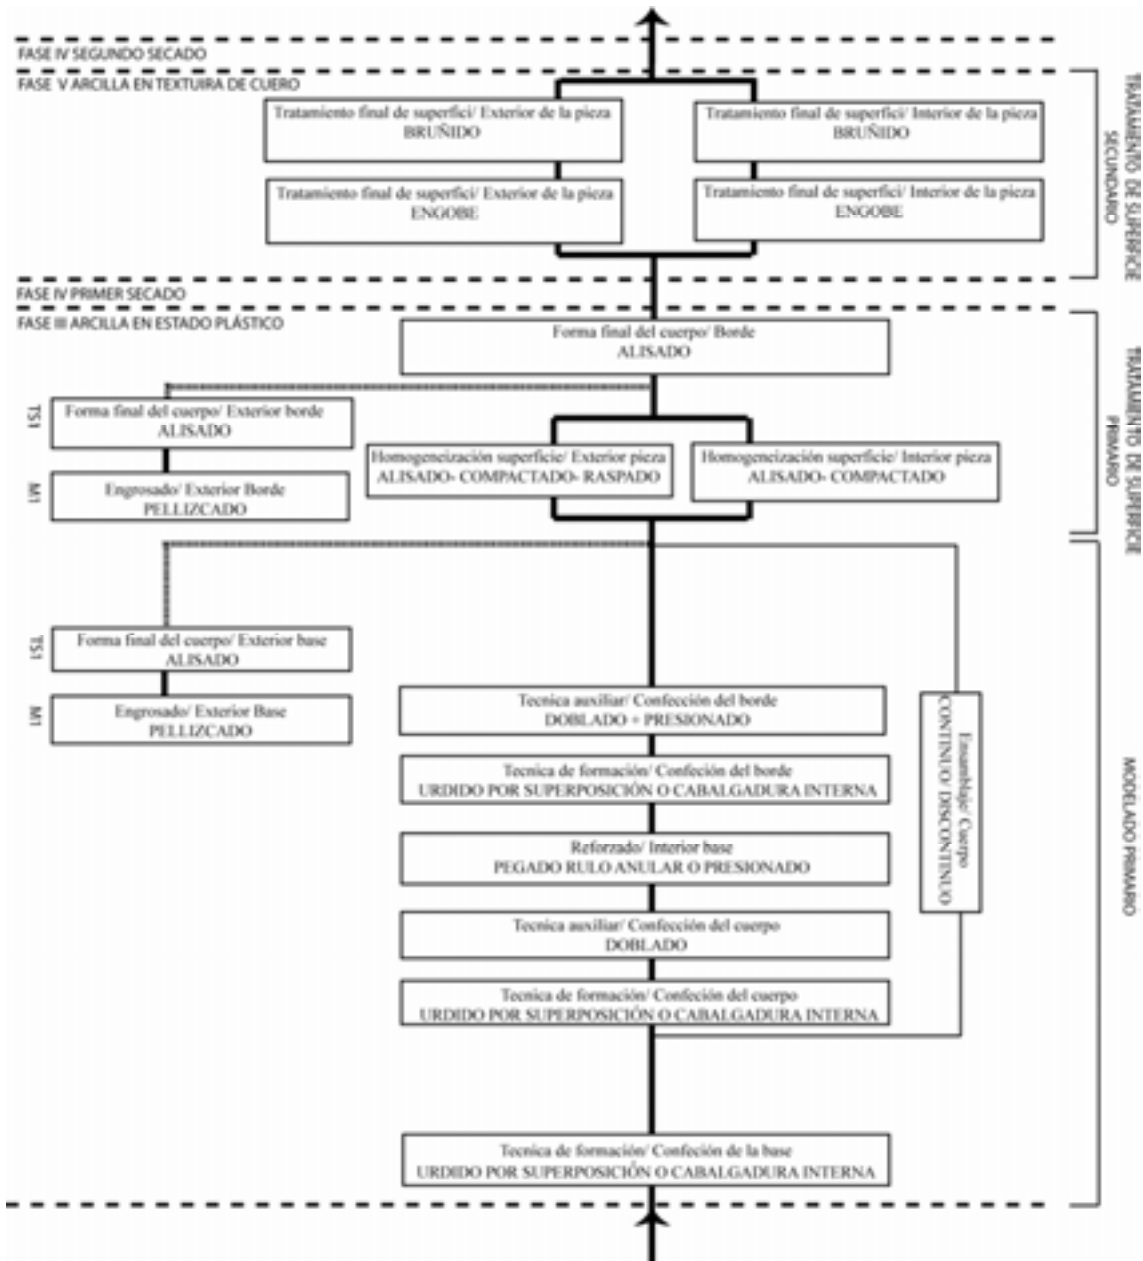 FASE IV SEGUNDO SECADO
FASE V ARCILLA EN TEXTUIRA DE CUERO
Tratamiento final de superfici/ Exterior de la pieza
BRUÑIDO
Tratamiento final de superfici/ Interior de la pieza
BRUÑIDO
Tratamiento final de superfici/ Exterior de la pieza
ENGOBE
Tratamiento final de superfici/ Interior de la pieza
ENGOBE
TRATAMIENTO DE SUPERFICIE
SECUNDARIO
FASE IV PRIMER SECADO
FASE III ARCILLA EN ESTADO PLÁSTICO
Forma final del cuerpo/ Borde
ALISADO
TS1
Forma final del cuerpo/ Exterior borde
ALISADO
Homogeneización superficie/ Exterior pieza
ALISADO- COMPACTADO- RASPADO
Homogeneización superficie/ Interior pieza
ALISADO- COMPACTADO
M1
Engrosado/ Exterior Borde
PELLIZCADO
TRATAMIENTO DE SUPERFICIE
PRIMARIO
TS1
Forma final del cuerpo/ Exterior base
ALISADO
M1
Engrosado/ Exterior Base
PELLIZCADO
Tecnica auxiliar/ Confección del borde
DOBLADO + PRESIONADO
Tecnica de formación/ Confeción del borde
URDIDO POR SUPERPOSICIÓN O CABALGADURA INTERNA
Reforzado/ Interior base
PEGADO RULO ANULAR O PRESIONADO
Tecnica auxiliar/ Confección del cuerpo
DOBLADO
Tecnica de formación/ Confeción del cuerpo
URDIDO POR SUPERPOSICIÓN O CABALGADURA INTERNA
Ensamblaje/ Cuerpo
CONTINUO/ DISCONTINUO
MODELADO PRIMARIO
Tecnica de formación/ Confeción de la base
URDIDO POR SUPERPOSICIÓN O CABALGADURA INTERNA